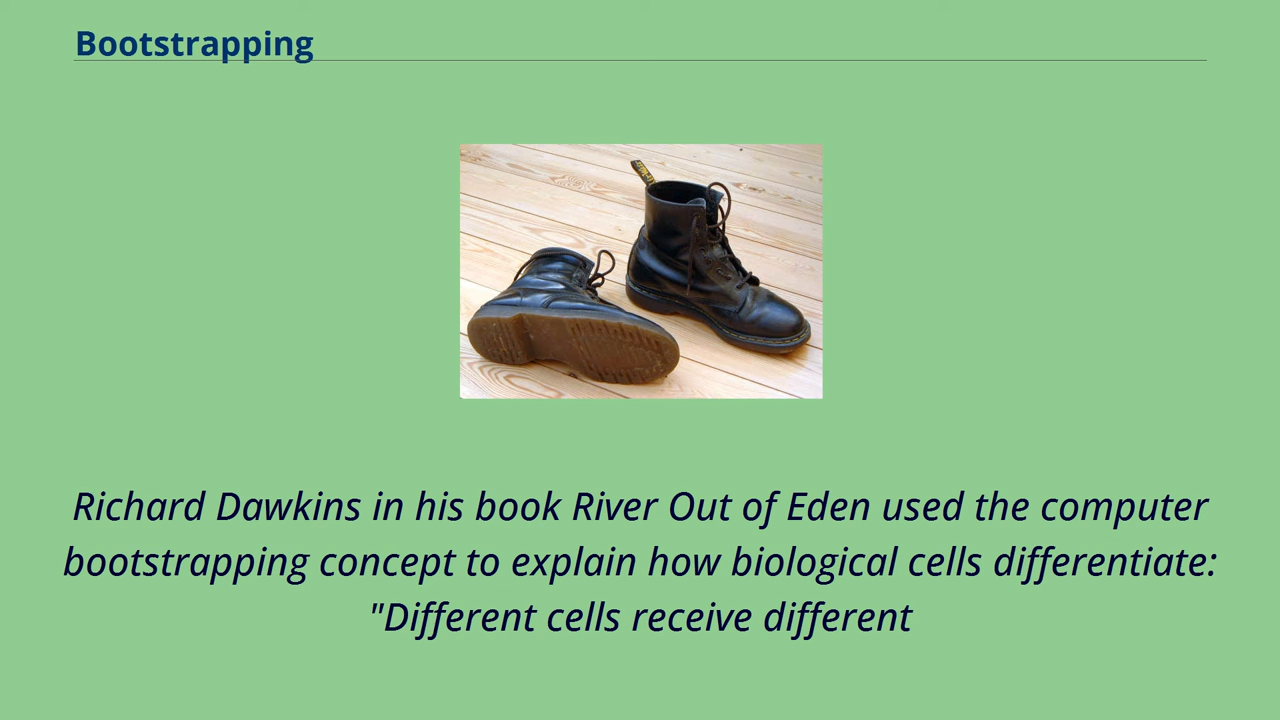 Bootstrapping
Richard Dawkins in his book River Out of Eden used the computer
bootstrapping concept to explain how biological cells differentiate:
"Different cells receive different